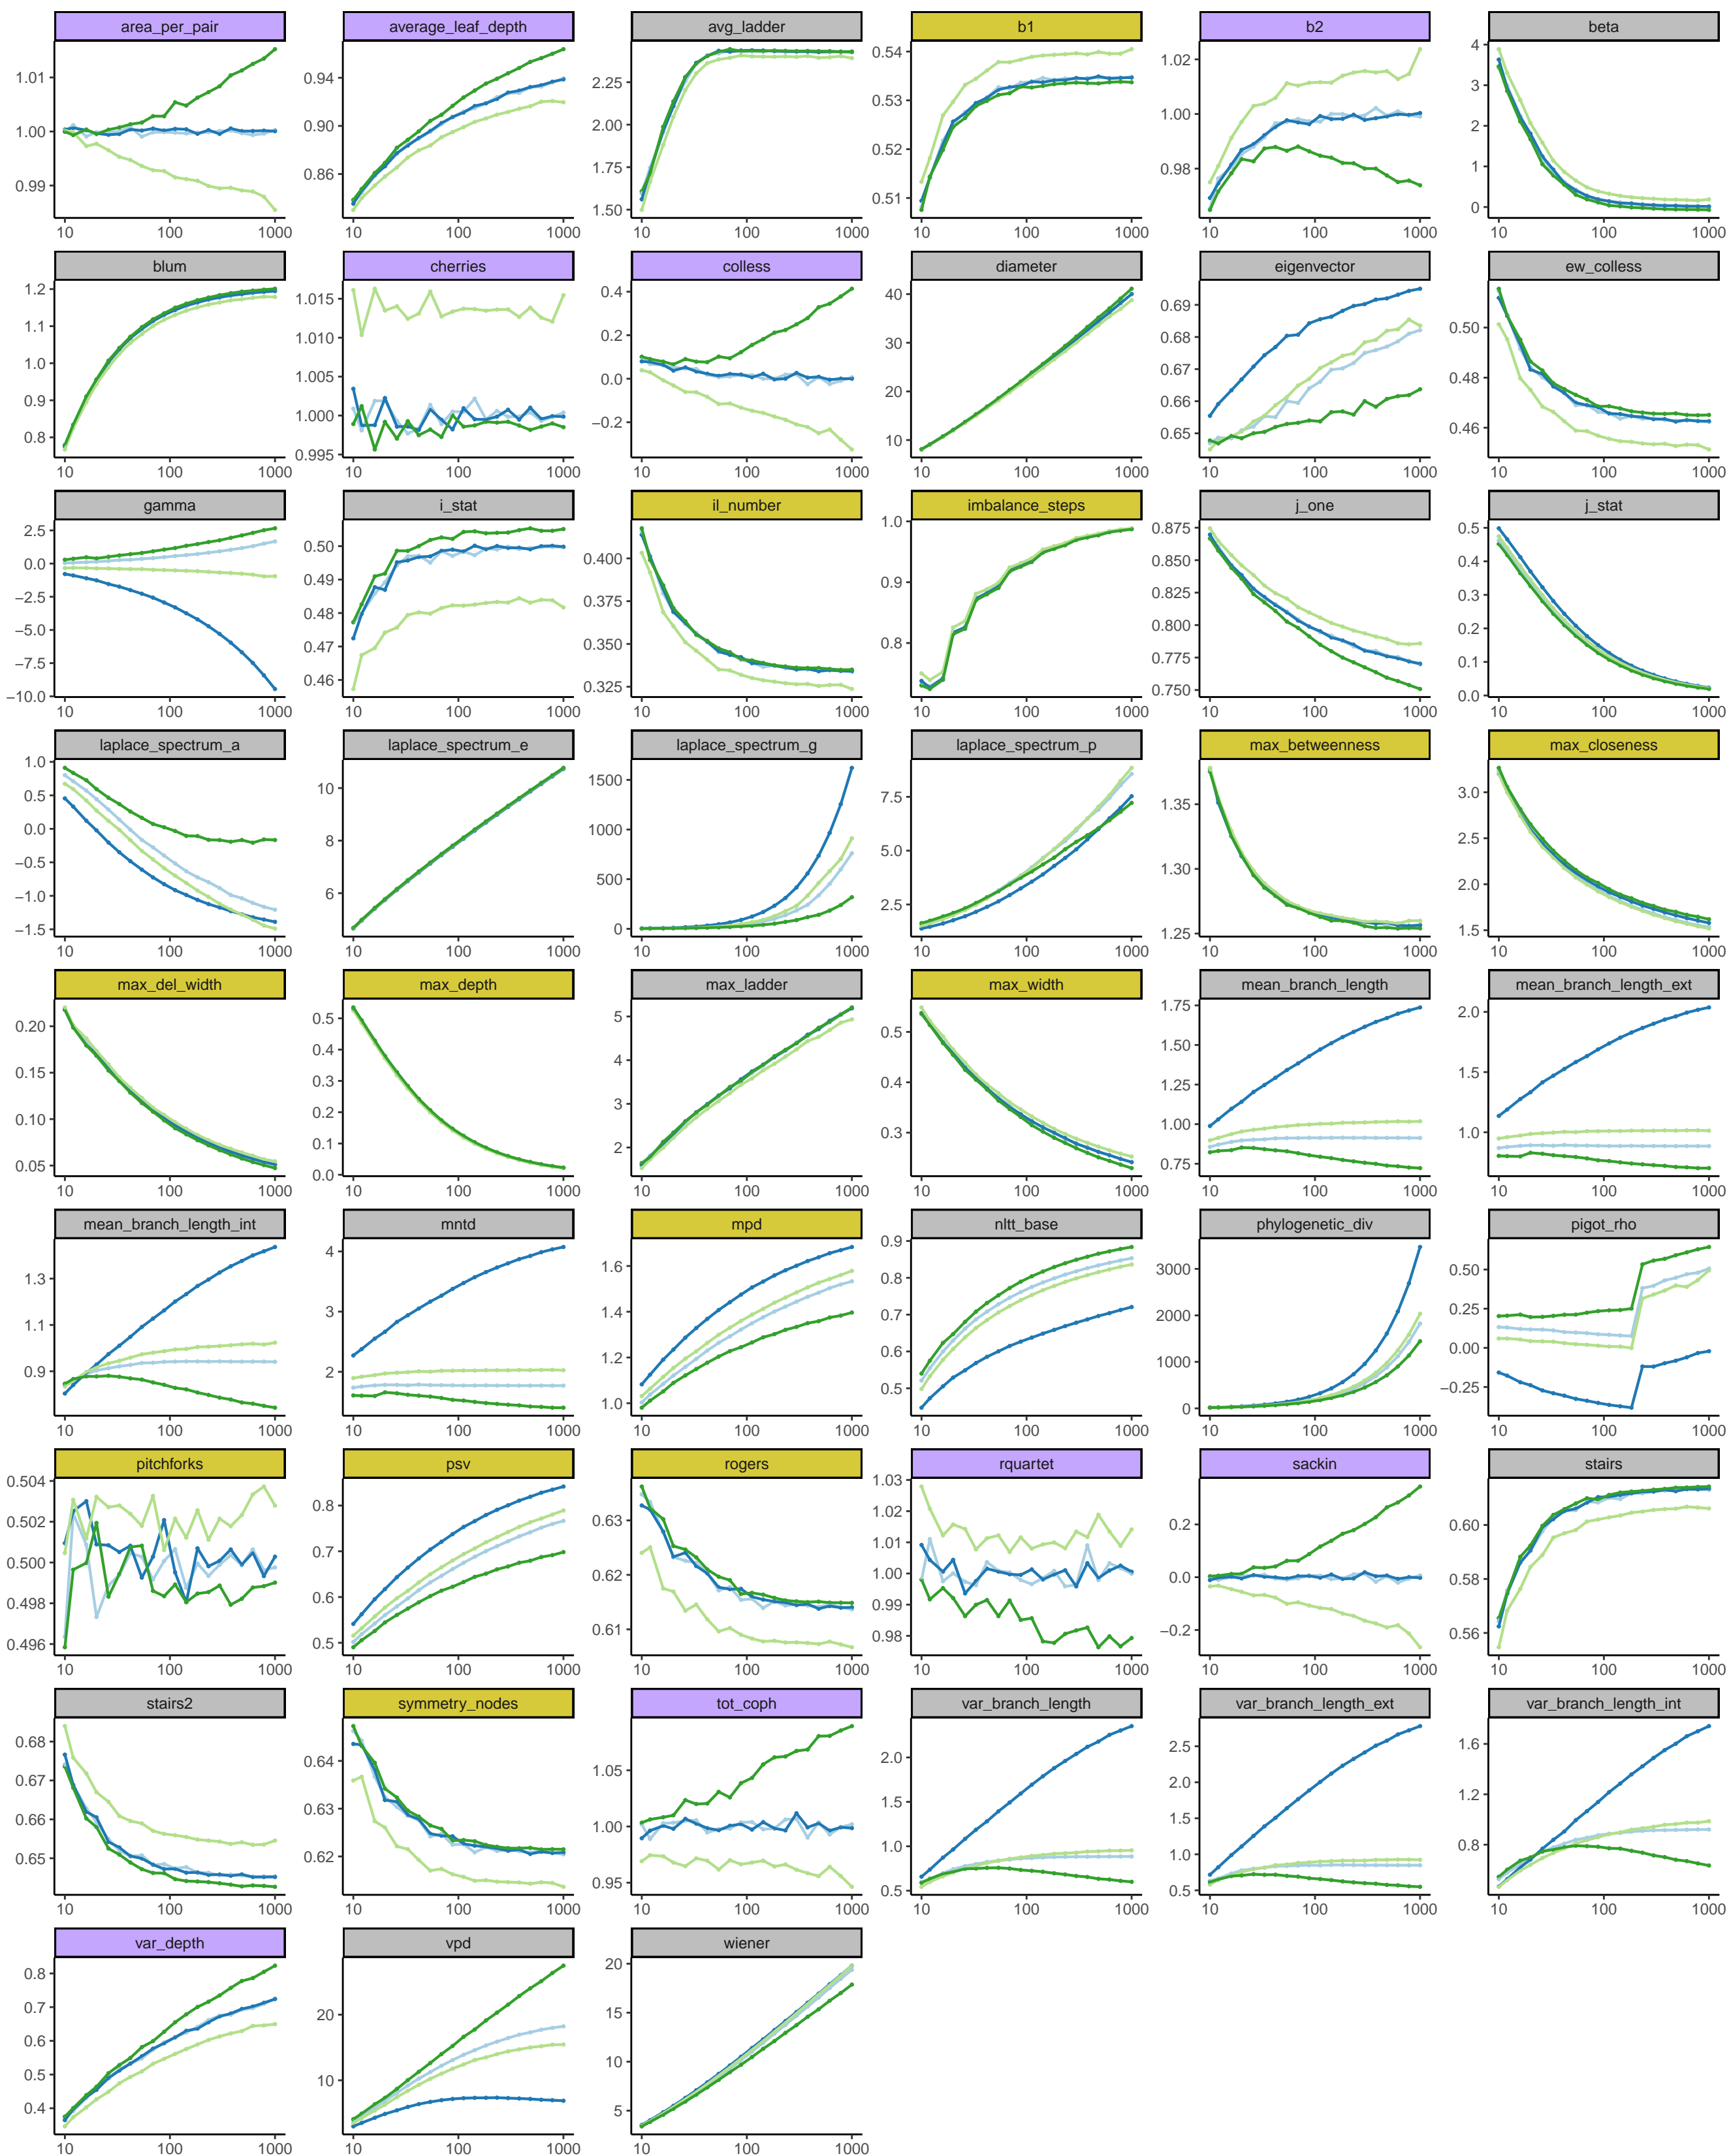 area_per_pair average_leaf_depth avg_ladder b1 b2 beta
1.01 1.00 0.99 10 100 1000
0.94 0.90 0.86 10 100 1000
2.25 2.00 1.75 1.50 10 100 1000
0.54 0.53 0.52 0.51 10 100 1000
1.02 1.00 0.98 10 100 1000
4 3 2 1 0 10 100 1000
blum cherries colless diameter eigenvector ew_colless
1.2 1.1 1.0 0.9 0.8 10 100 1000
1.015 1.010 1.005 1.000 0.995 10 100 1000
0.4 0.2 0.0 −0.2 10 100 1000
40 30 20 10 10 100 1000
0.69 0.68 0.67 0.66 0.65 10 100 1000
0.50 0.48 0.46 10 100 1000
gamma i_stat il_number imbalance_steps j_one j_stat
2.5 0.0 −2.5 −5.0 −7.5 −10.0 10 100 1000
0.50 0.49 0.48 0.47 0.46 10 100 1000
0.400 0.375 0.350 0.325 10 100 1000
1.0 0.9 0.8 10 100 1000
0.875 0.850 0.825 0.800 0.775 0.750 10 100 1000
0.5 0.4 0.3 0.2 0.1 0.0 10 100 1000
laplace_spectrum_a laplace_spectrum_e laplace_spectrum_g laplace_spectrum_p max_betweenness max_closeness
1.0 0.5 0.0 −0.5 −1.0 −1.5 10 100 1000
10 8 6 10 100 1000
1500 1000 500 0 10 100 1000
7.5 5.0 2.5 10 100 1000
1.35 1.30 1.25 10 100 1000
3.0 2.5 2.0 1.5 10 100 1000
max_del_width max_depth max_ladder max_width mean_branch_length mean_branch_length_ext
0.20 0.15 0.10 0.05 10 100 1000
0.5 0.4 0.3 0.2 0.1 0.0 10 100 1000
5 4 3 2 10 100 1000
0.5 0.4 0.3 10 100 1000
1.75 1.50 1.25 1.00 0.75 10 100 1000
2.0 1.5 1.0 10 100 1000
mean_branch_length_int mntd mpd nltt_base phylogenetic_div pigot_rho
1.3 1.1 0.9 10 100 1000
4 3 2 10 100 1000
1.6 1.4 1.2 1.0 10 100 1000
0.9 0.8 0.7 0.6 0.5 10 100 1000
3000 2000 1000 0 10 100 1000
0.50 0.25 0.00 −0.25 10 100 1000
pitchforks psv rogers rquartet sackin stairs
0.504 0.502 0.500 0.498 0.496 10 100 1000
0.8 0.7 0.6 0.5 10 100 1000
0.63 0.62 0.61 10 100 1000
1.03 1.02 1.01 1.00 0.99 0.98 10 100 1000
0.2 0.0 −0.2 10 100 1000
0.60 0.58 0.56 10 100 1000
stairs2 symmetry_nodes tot_coph var_branch_length var_branch_length_ext var_branch_length_int
0.68 0.67 0.66 0.65 10 100 1000
0.64 0.63 0.62 10 100 1000
1.05 1.00 0.95 10 100 1000
2.0 1.5 1.0 0.5 10 100 1000
2.5 2.0 1.5 1.0 0.5 10 100 1000
1.6 1.2 0.8 10 100 1000
var_depth vpd wiener
0.8 0.7 0.6 0.5 0.4 10 100 1000
20 10 10 100 1000
20 15 10 5 10 100 1000